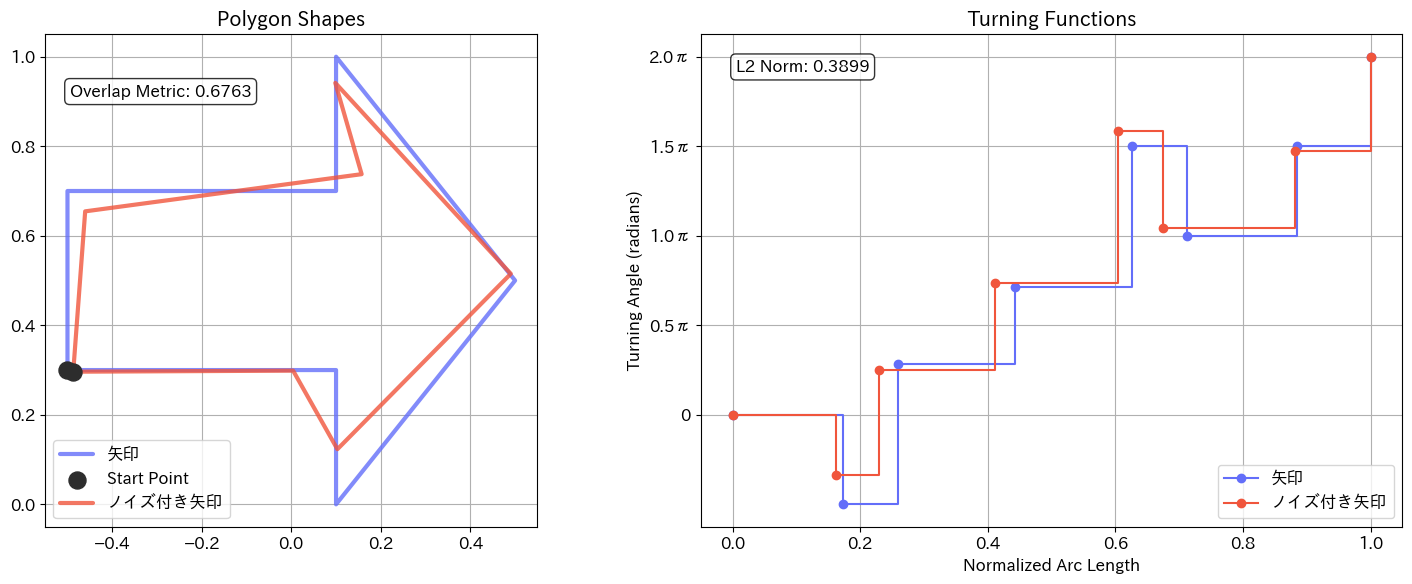 Polygon Shapes
Overlap Metric: 0.6763
1.0
0.8
0.6
0.4
0.2
0.0
−0.4
−0.2
0.0
0.2
0.4
矢印
Start Point
ノイズ付き矢印
Turning Functions
L2 Norm: 0.3899
Turning Angle (radians)
2.0π
1.5π
1.0π
0.5π
0
0.0
0.2
0.4
0.6
0.8
1.0
Normalized Arc Length
矢印
ノイズ付き矢印